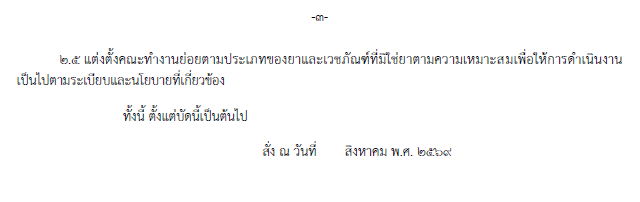 -๓-
๒.๕ แต่งตั้งคณะทำงานย่อยตามประเภทของยาและเวชภัณฑ์ที่มิใช่ยาตามความเหมาะสมเพื่อให้การดำเนินงาน
เป็นไปตามระเบียบและนโยบายที่เกี่ยวข้อง
ทั้งนี้ ตั้งแต่บัดนี้เป็นต้นไป
สั่ง ณ วันที่ สิงหาคม พ.ศ. ๒๕๖๙